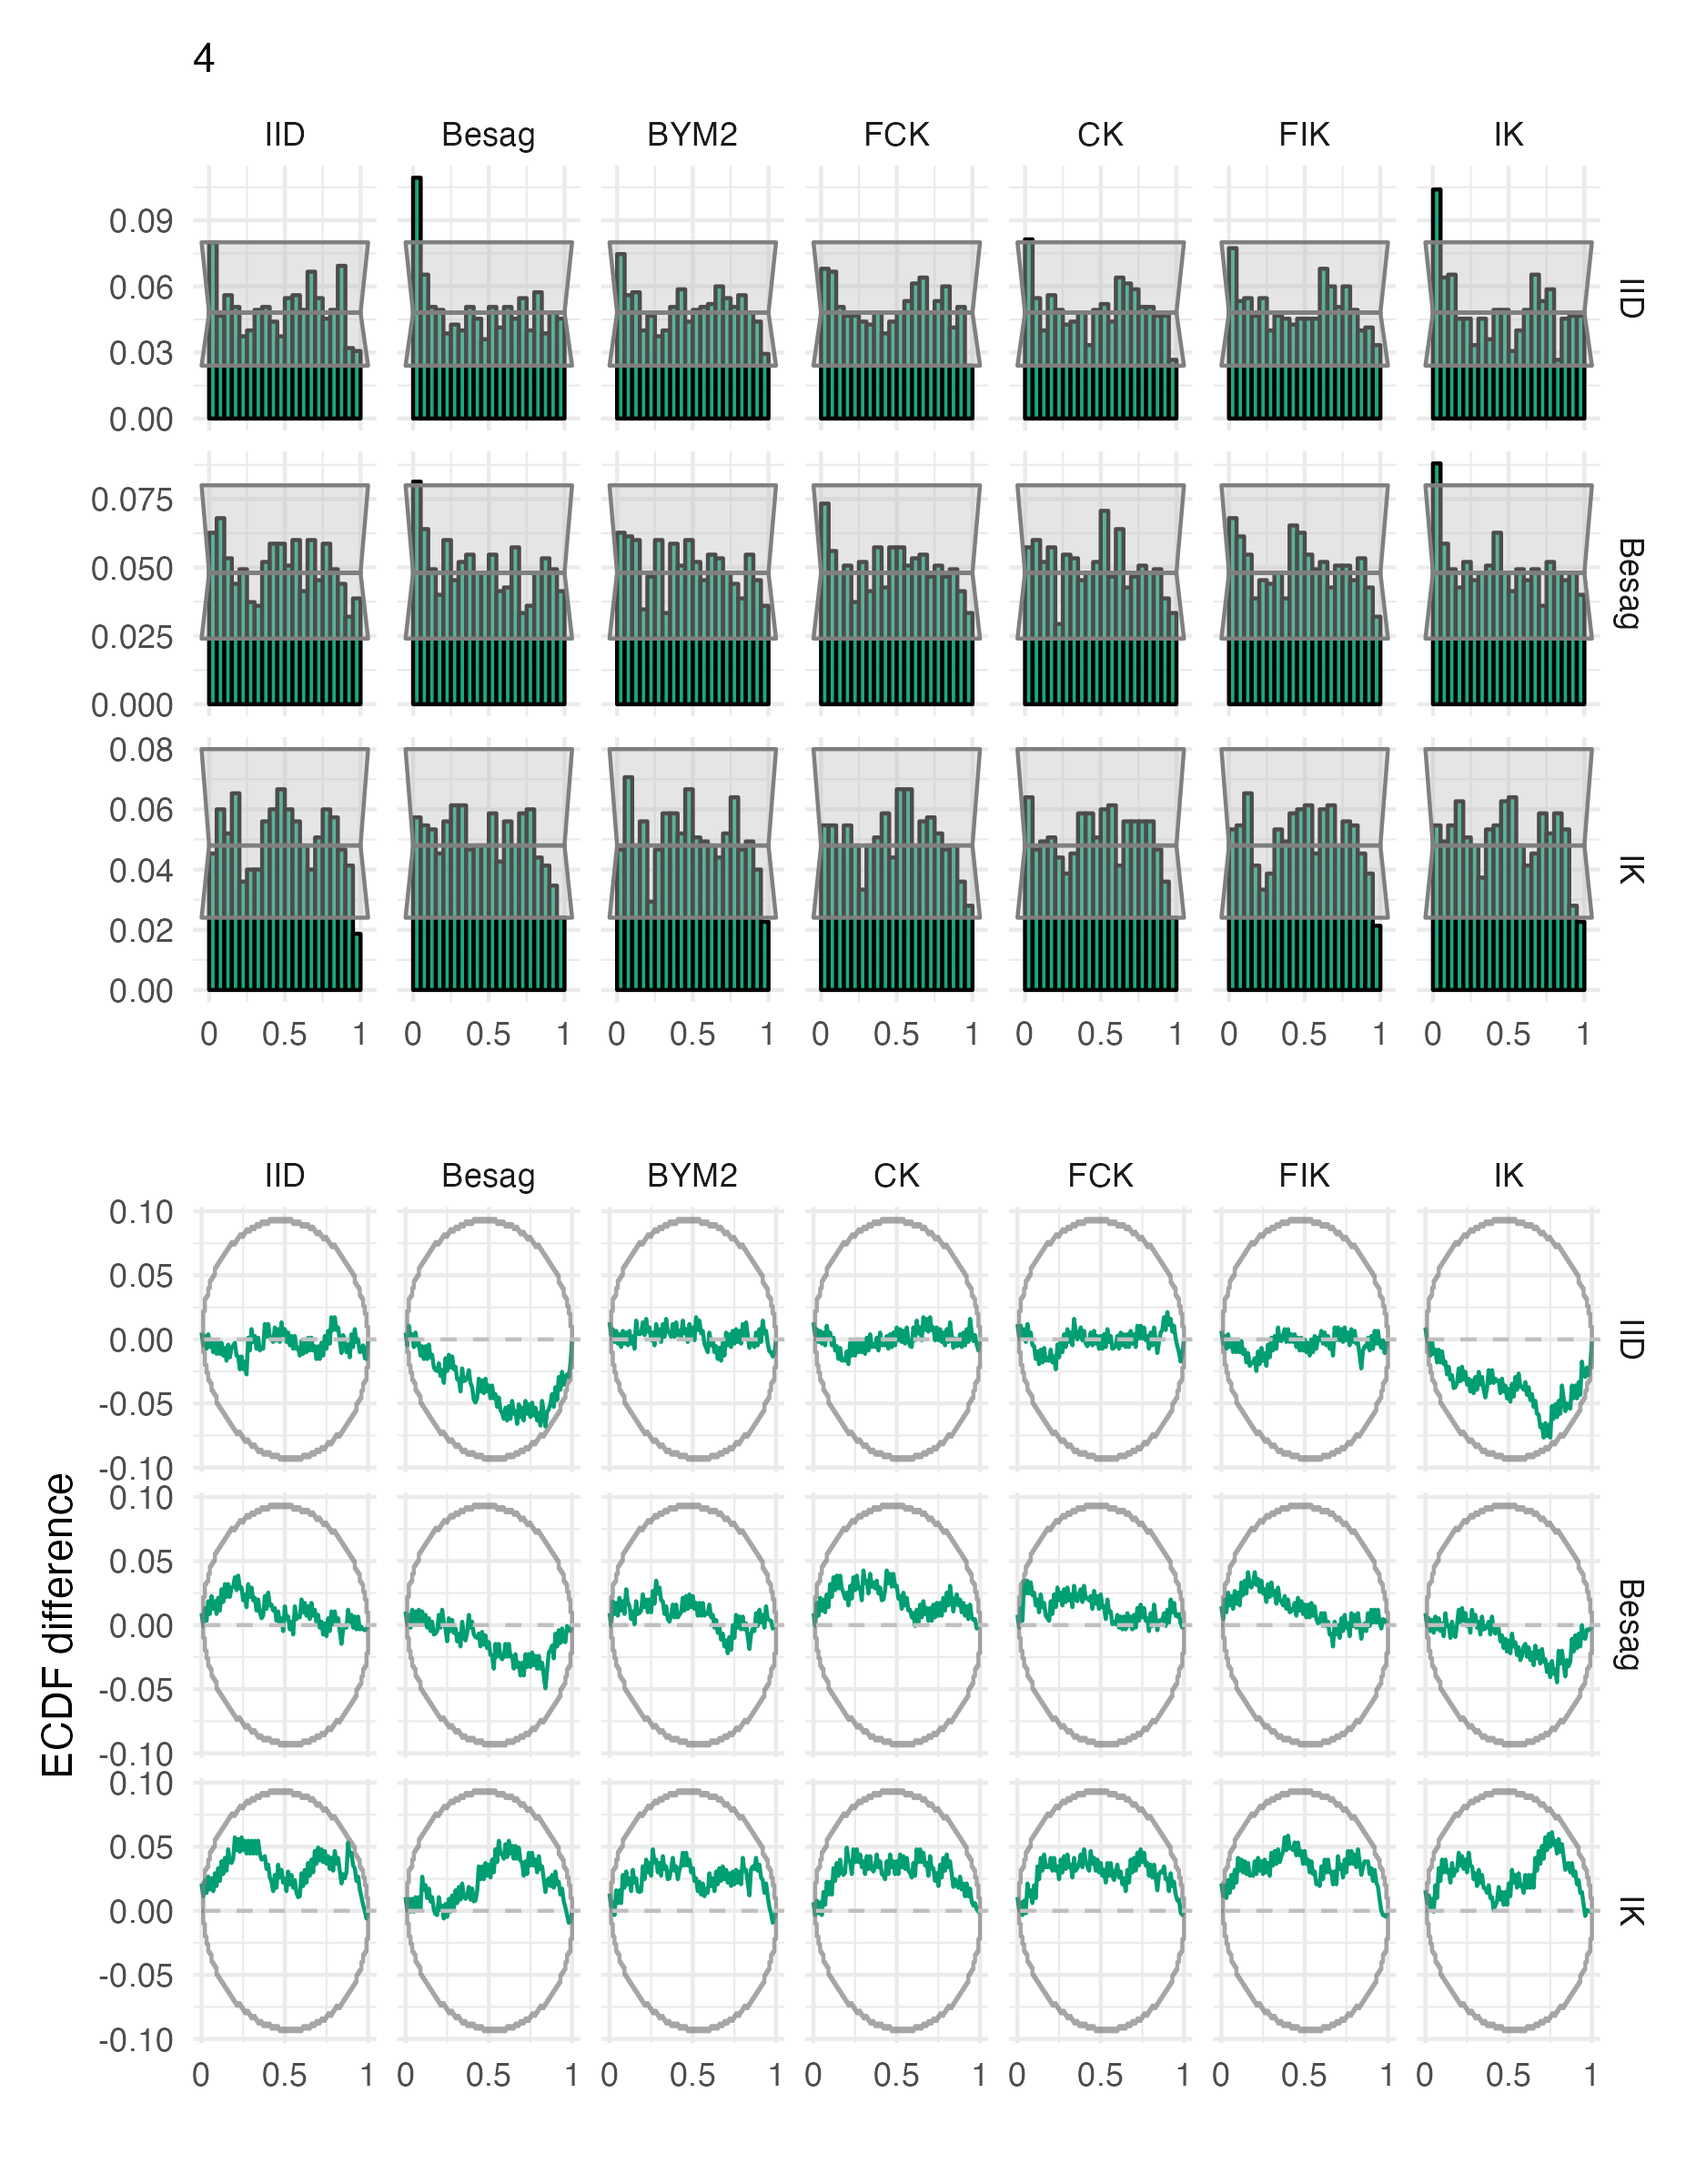 4
IID Besag BYM2 FCK CK FIK IK
0.09
0.06
0.03
0.00
IID
0.075
0.050
0.025
0.000
Besag
0.08
0.06
0.04
0.02
0.00
IK
0 0.5 1 0 0.5 1 0 0.5 1 0 0.5 1 0 0.5 1 0 0.5 1 0 0.5 1
IID Besag BYM2 CK FCK FIK IK
ECDF difference
0.10
0.05
0.00
-0.05
-0.10
IID
0.10
0.05
0.00
-0.05
-0.10
Besag
0.10
0.05
0.00
-0.05
-0.10
IK
0 0.5 1 0 0.5 1 0 0.5 1 0 0.5 1 0 0.5 1 0 0.5 1 0 0.5 1